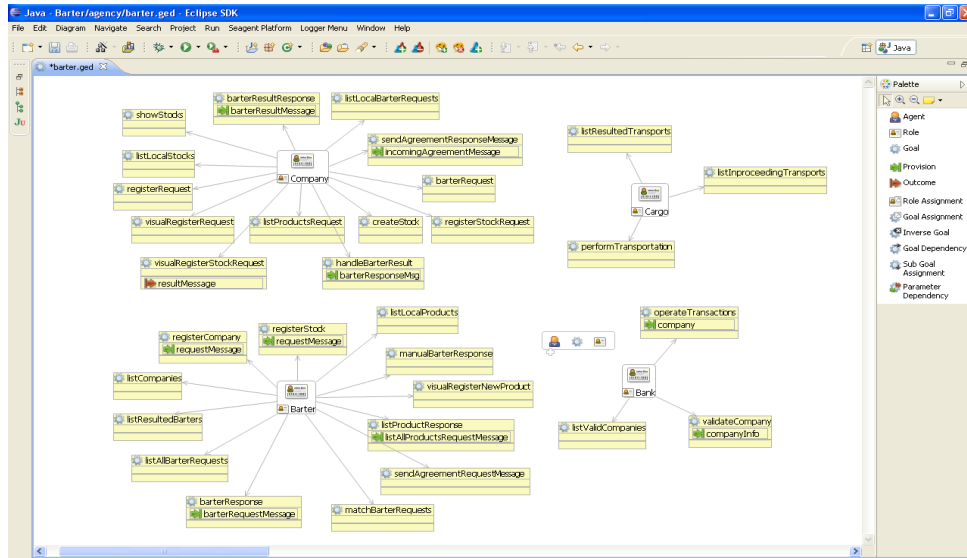 Java - Barter/agency/barter.ged - Eclipse SDK
File Edit Diagram Navigate Search Project Run Seagent Platform Logger Menu Window Help
Java
*barter.ged
Palette
Agent
Role
Goal
Provision
Outcome
Role Assignment
Goal Assignment
Inverse Goal
Goal Dependency
Sub Goal
Assignment
Parameter
Dependency
barterResultResponse
barterResultMessage
listLocalBarterRequests
showStocks
sendAgreementResponseMessage
incomingAgreementMessage
listLocalStocks
Company
registerRequest
barterRequest
visualRegisterRequest
listProductsRequest
createStock
registerStockRequest
visualRegisterStockRequest
resultMessage
handleBarterResult
barterResponseMsg
listResultedTransports
listInproceedingTransports
Cargo
performTransportation
listLocalProducts
registerStock
requestMessage
registerCompany
requestMessage
manualBarterResponse
listCompanies
visualRegisterNewProduct
Barter
listResultedBarters
listProductResponse
listAllProductsRequestMessage
listAllBarterRequests
sendAgreementRequestMessage
barterResponse
barterRequestMessage
matchBarterRequests
operateTransactions
company
Bank
listValidCompanies
validateCompany
companyInfo